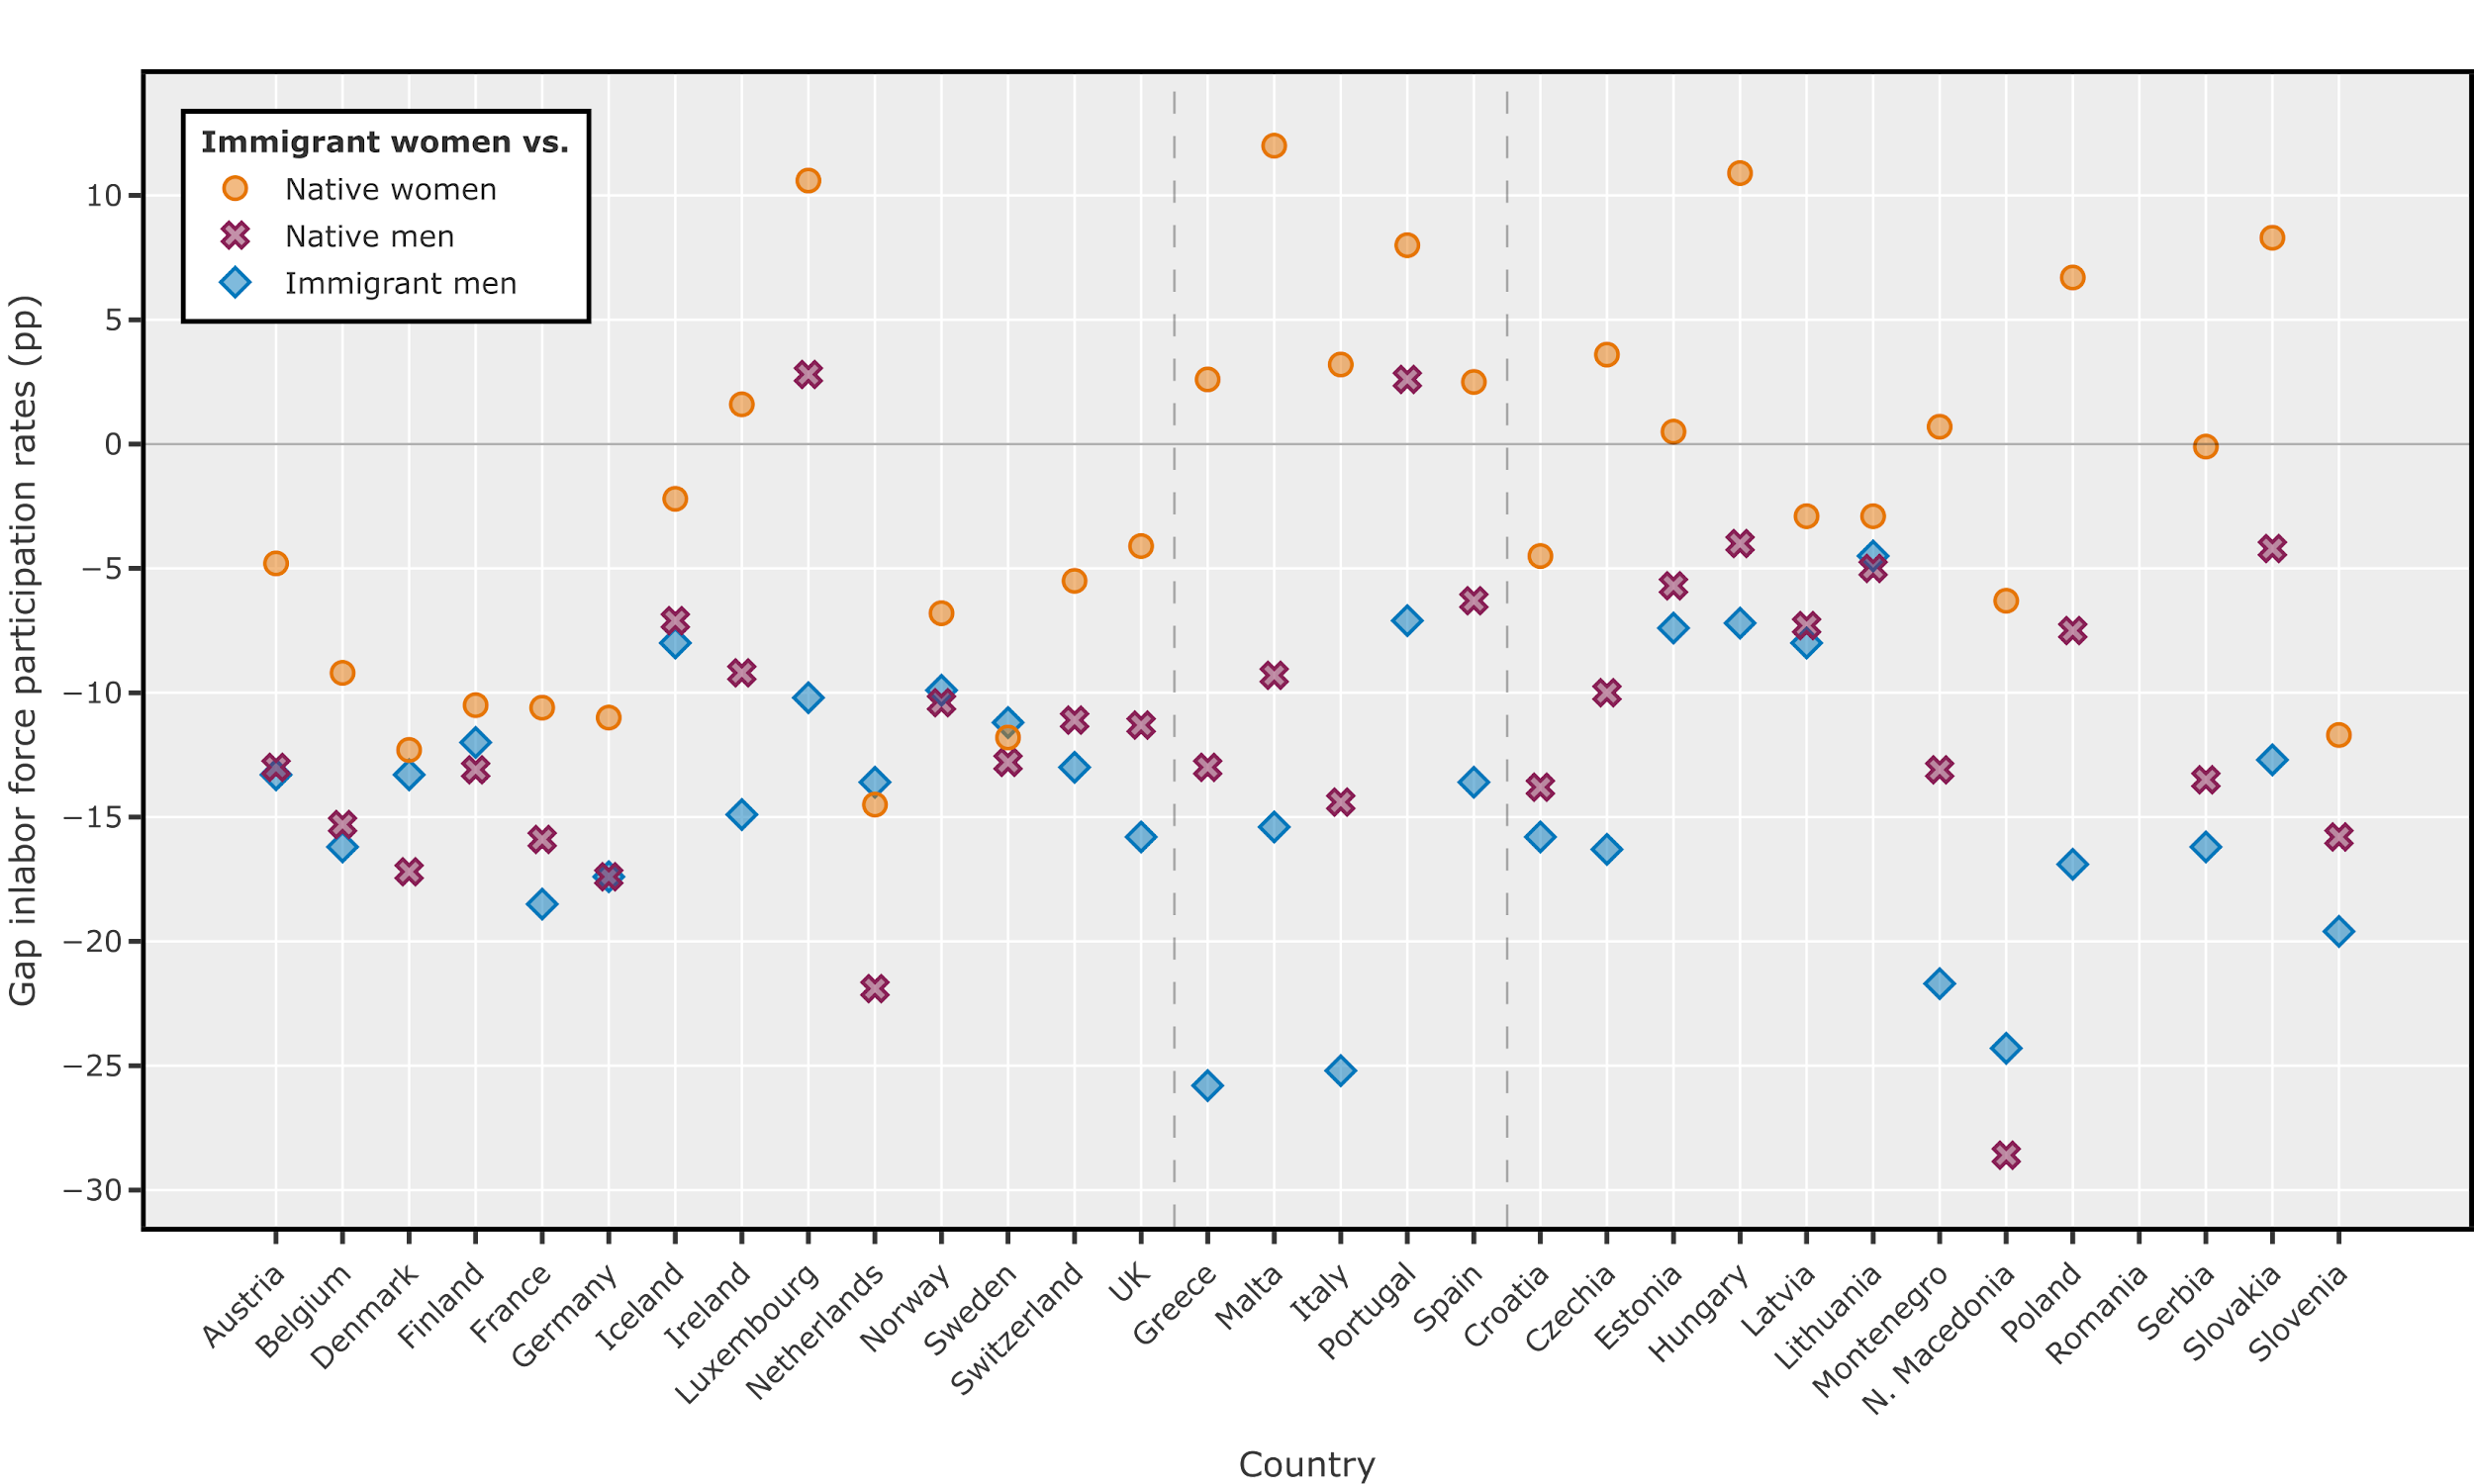 Immigrant women vs.
Native women
Native men
Immigrant men
Gap inlabor force participation rates (pp)
10
5
0
−5
−10
−15
−20
−25
−30
Austria
Belgium
Denmark
Finland
France
Germany
Iceland
Ireland
Luxembourg
Netherlands
Norway
Sweden
Switzerland
UK
Greece
Malta
Italy
Portugal
Spain
Croatia
Czechia
Estonia
Hungary
Latvia
Lithuania
Montenegro
N. Macedonia
Poland
Romania
Serbia
Slovakia
Slovenia
Country